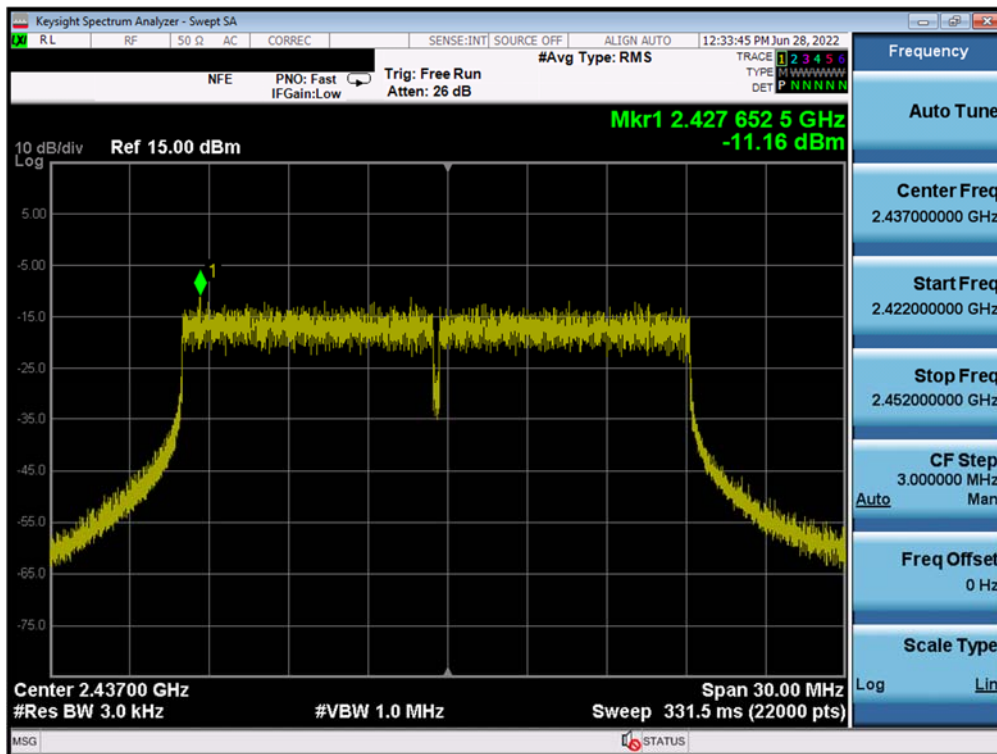 Keysight Spectrum Analyzer - Swept SA
LXI RL RF 50 Ω AC CORREC SENSE:INT SOURCE OFF ALIGN AUTO 12:33:45 PM Jun 28, 2022
NFE PNO: Fast Trig: Free Run #Avg Type: RMS TRACE 1 2 3 4 5 6
IFGain:Low Atten: 26 dB TYPE M WWWWW
DET P N N N N N
Mkr1 2.427 652 5 GHz
-11.16 dBm
10 dB/div Ref 15.00 dBm
Log
5.00
-5.00
1
-15.0
-25.0
-35.0
-45.0
-55.0
-65.0
-75.0
Center 2.43700 GHz Span 30.00 MHz
#Res BW 3.0 kHz #VBW 1.0 MHz Sweep 331.5 ms (22000 pts)
MSG STATUS
Frequency
Auto Tune
Center Freq
2.437000000 GHz
Start Freq
2.422000000 GHz
Stop Freq
2.452000000 GHz
CF Step
3.000000 MHz
Auto Man
Freq Offset
0 Hz
Scale Type
Log Lin